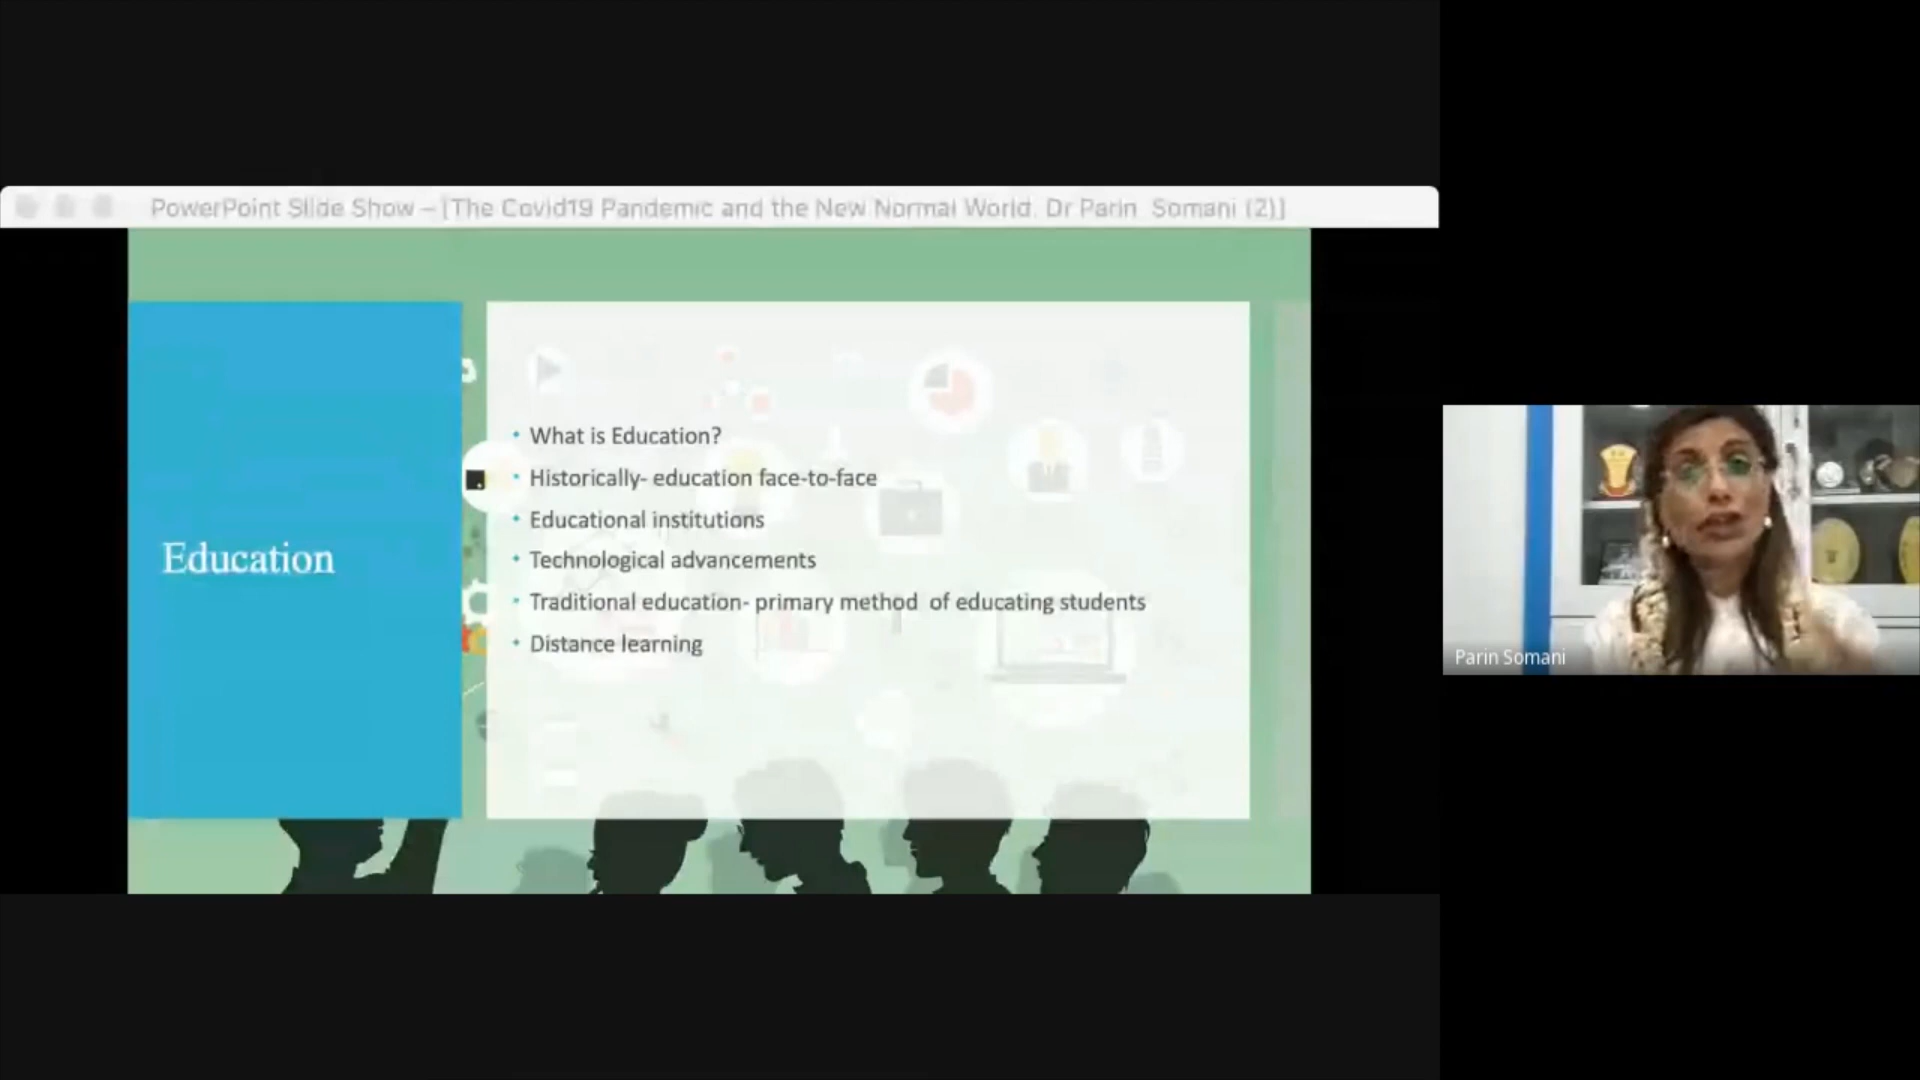 PowerPoint Slide Show – [The Covid19 Pandemic and the New Normal World. Dr Parin Somani (2)]
Education
• What is Education?
• Historically- education face-to-face
• Educational institutions
• Technological advancements
• Traditional education- primary method of educating students
• Distance learning
Parin Somani